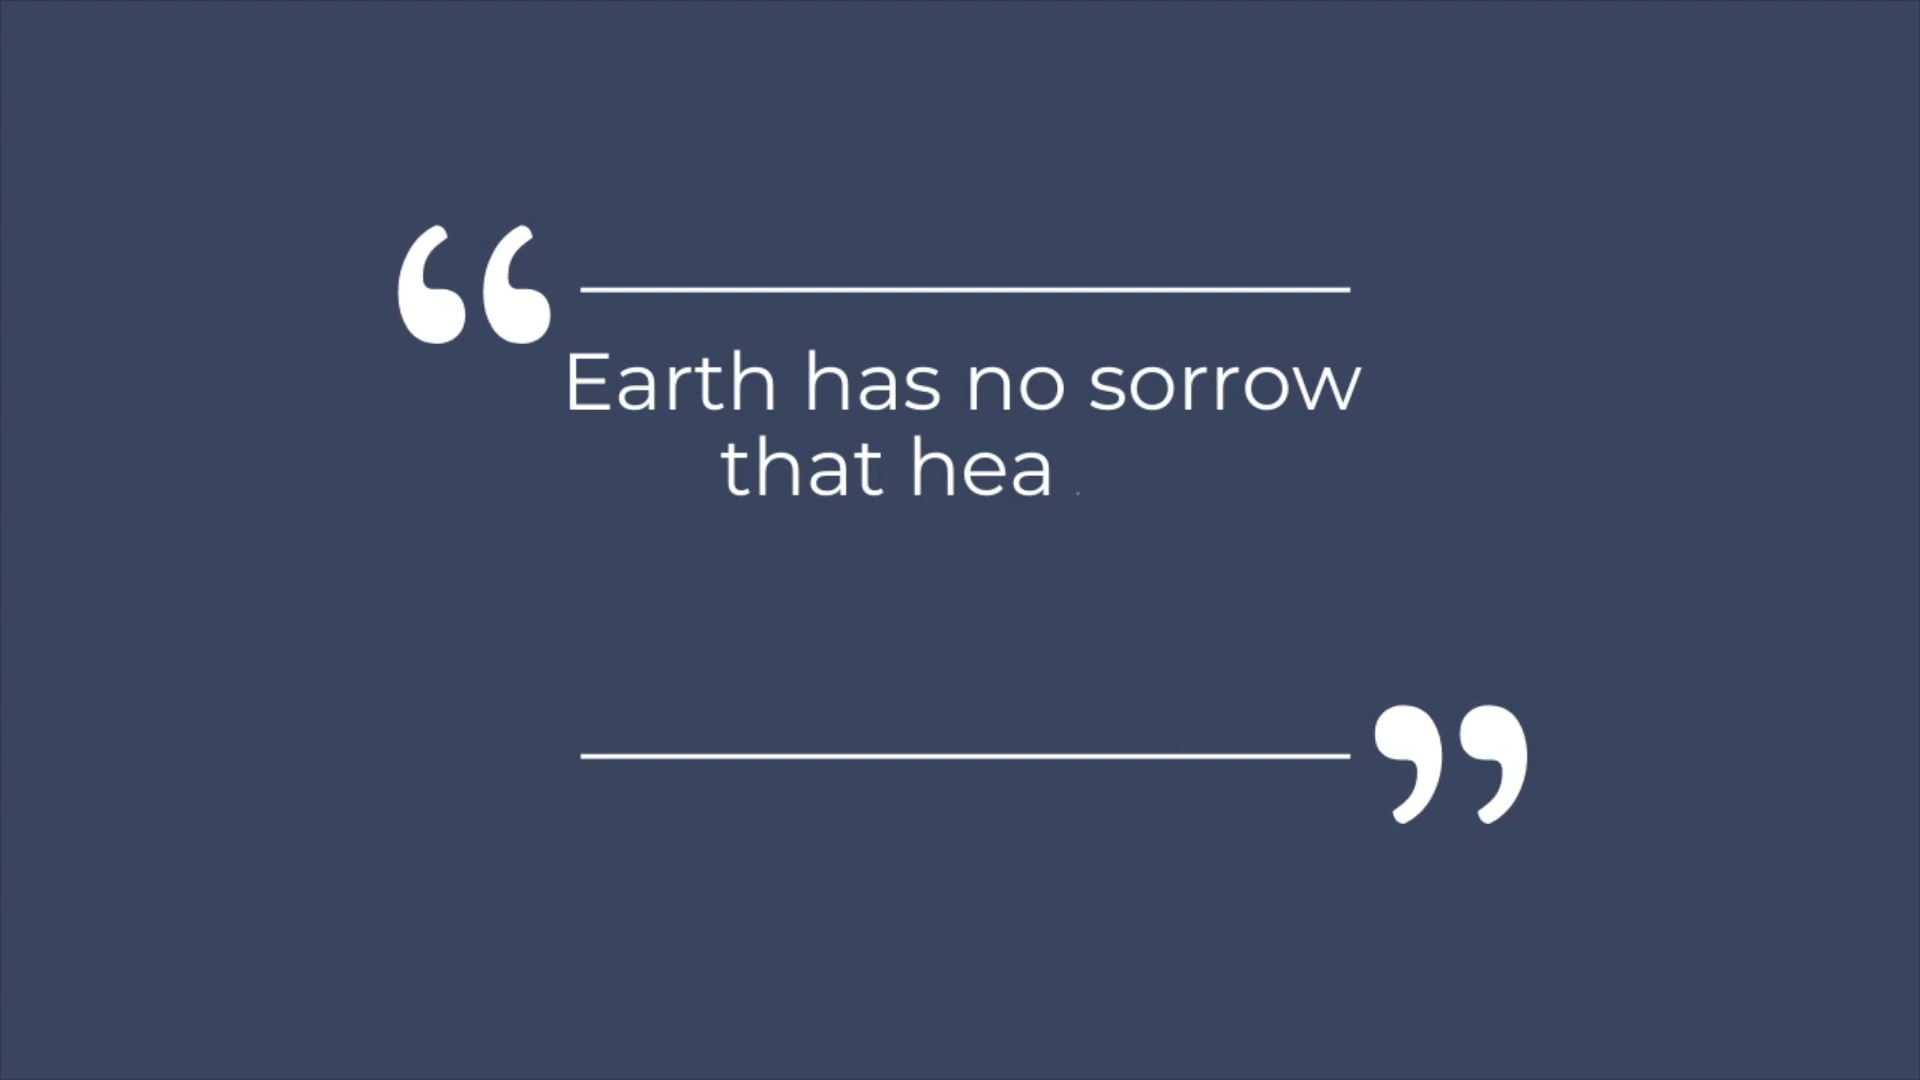 “
Earth has no sorrow
that hea
”